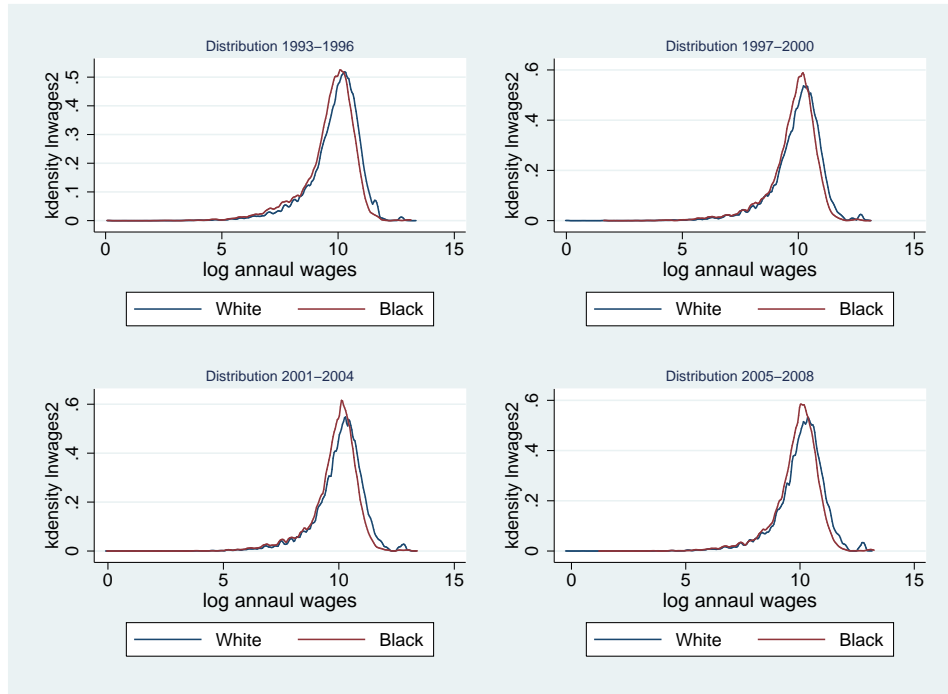 Distribution 1993–1996
kdensity lnwages2
0 .1 .2 .3 .4 .5
0 5 10 15
log annaul wages
White Black
Distribution 1997–2000
kdensity lnwages2
0 .2 .4 .6
0 5 10 15
log annaul wages
White Black
Distribution 2001–2004
kdensity lnwages2
0 .2 .4 .6
0 5 10 15
log annaul wages
White Black
Distribution 2005–2008
kdensity lnwages2
0 .2 .4 .6
0 5 10 15
log annaul wages
White Black